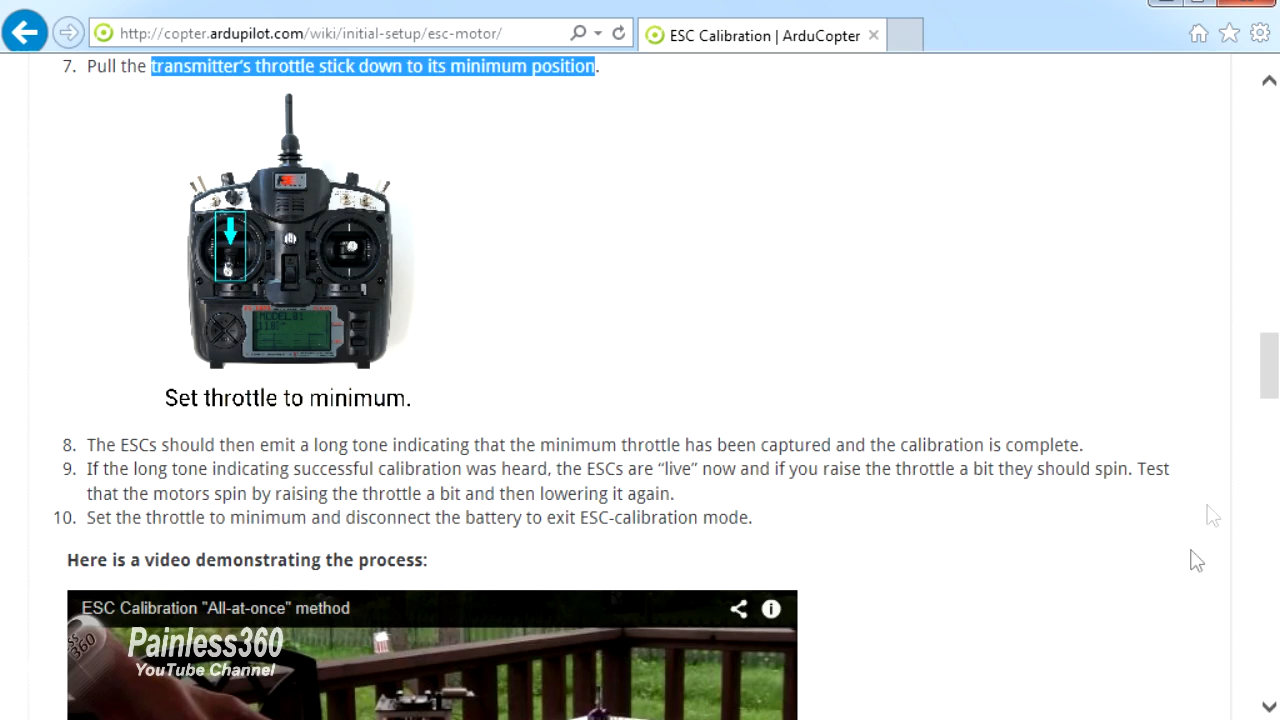 http://copter.ardupilot.com/wiki/initial-setup/esc-motor/
ESC Calibration | ArduCopter
7. Pull the transmitter's throttle stick down to its minimum position.
Set throttle to minimum.
8. The ESCs should then emit a long tone indicating that the minimum throttle has been captured and the calibration is complete.
9. If the long tone indicating successful calibration was heard, the ESCs are “live” now and if you raise the throttle a bit they should spin. Test
that the motors spin by raising the throttle a bit and then lowering it again.
10. Set the throttle to minimum and disconnect the battery to exit ESC-calibration mode.
Here is a video demonstrating the process:
ESC Calibration "All-at-once" method
Painless360
YouTube Channel